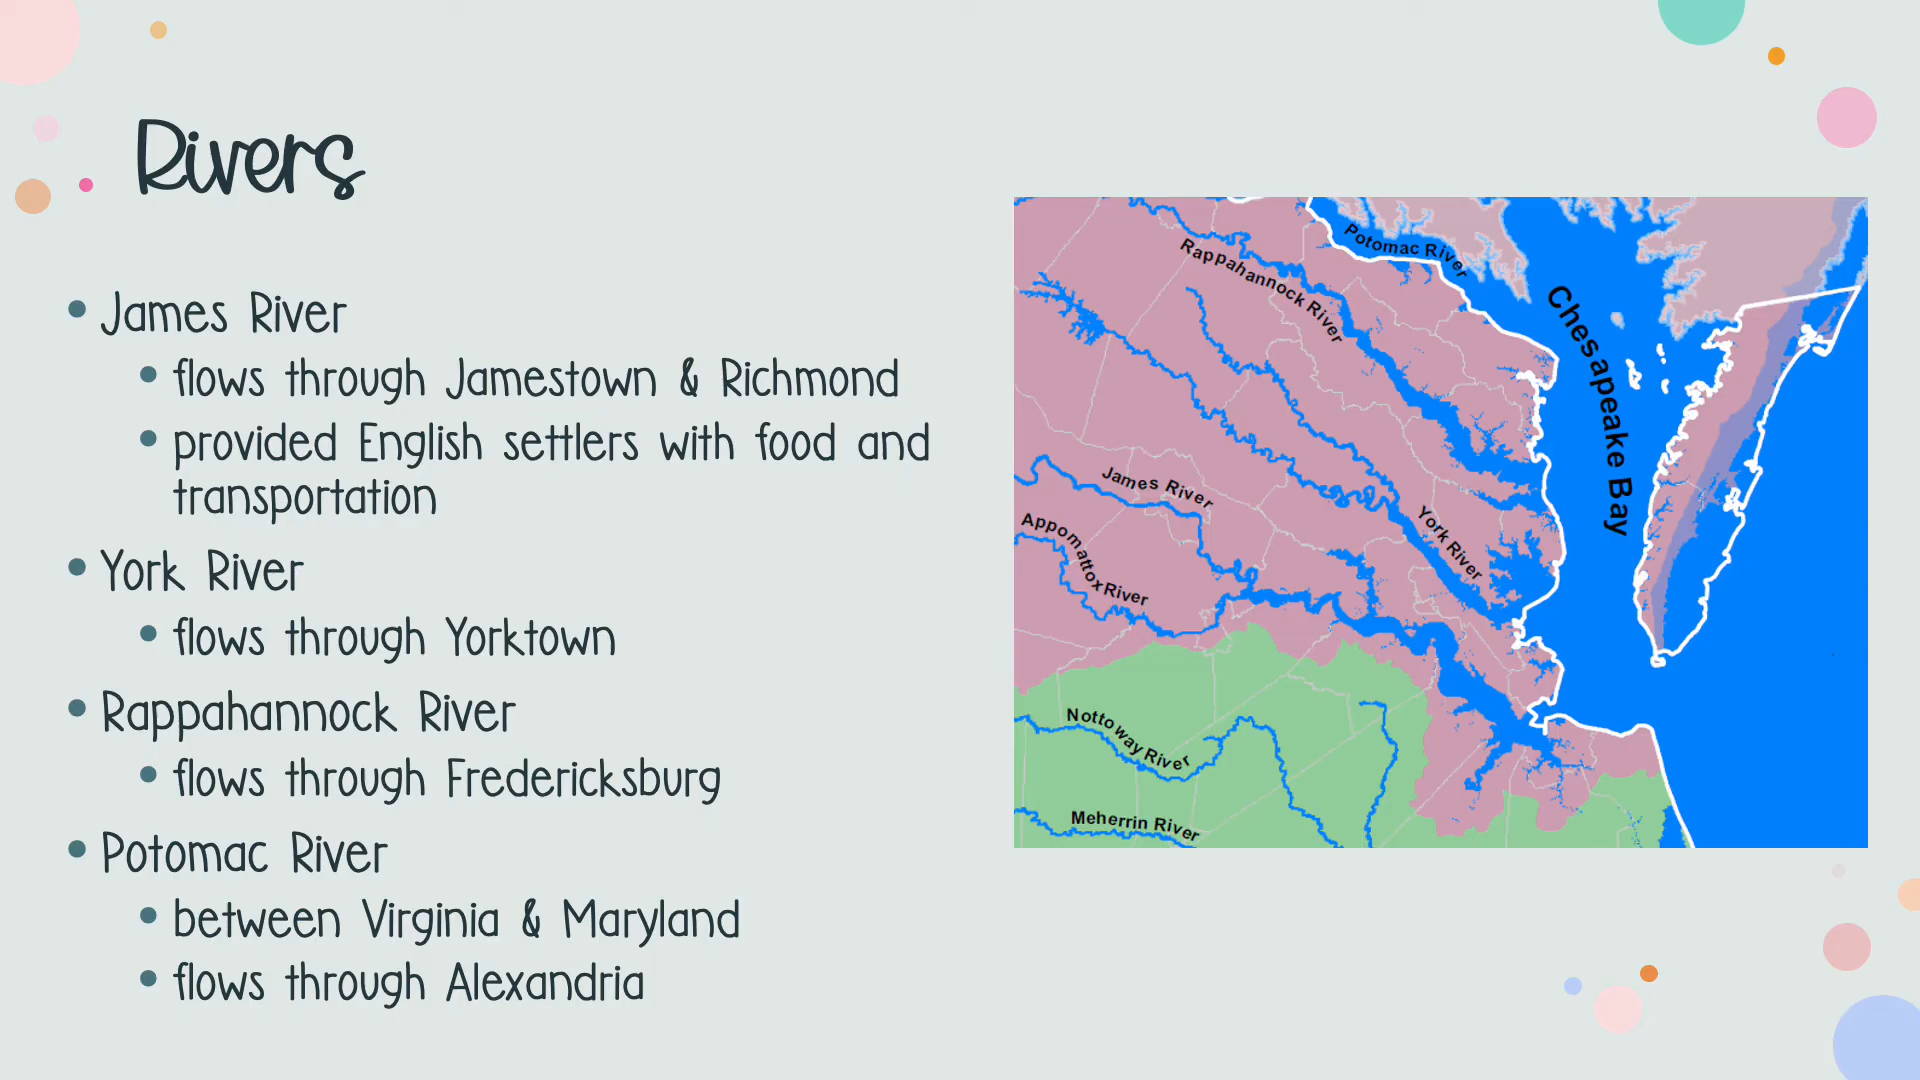 Rivers
James River
flows through Jamestown & Richmond
provided English settlers with food and
transportation
York River
flows through Yorktown
Rappahannock River
flows through Fredericksburg
Potomac River
between Virginia & Maryland
flows through Alexandria
Potomac River
Rappahannock River
Chesapeake Bay
James River
York River
Appomattox River
Nottoway River
Meherrin River